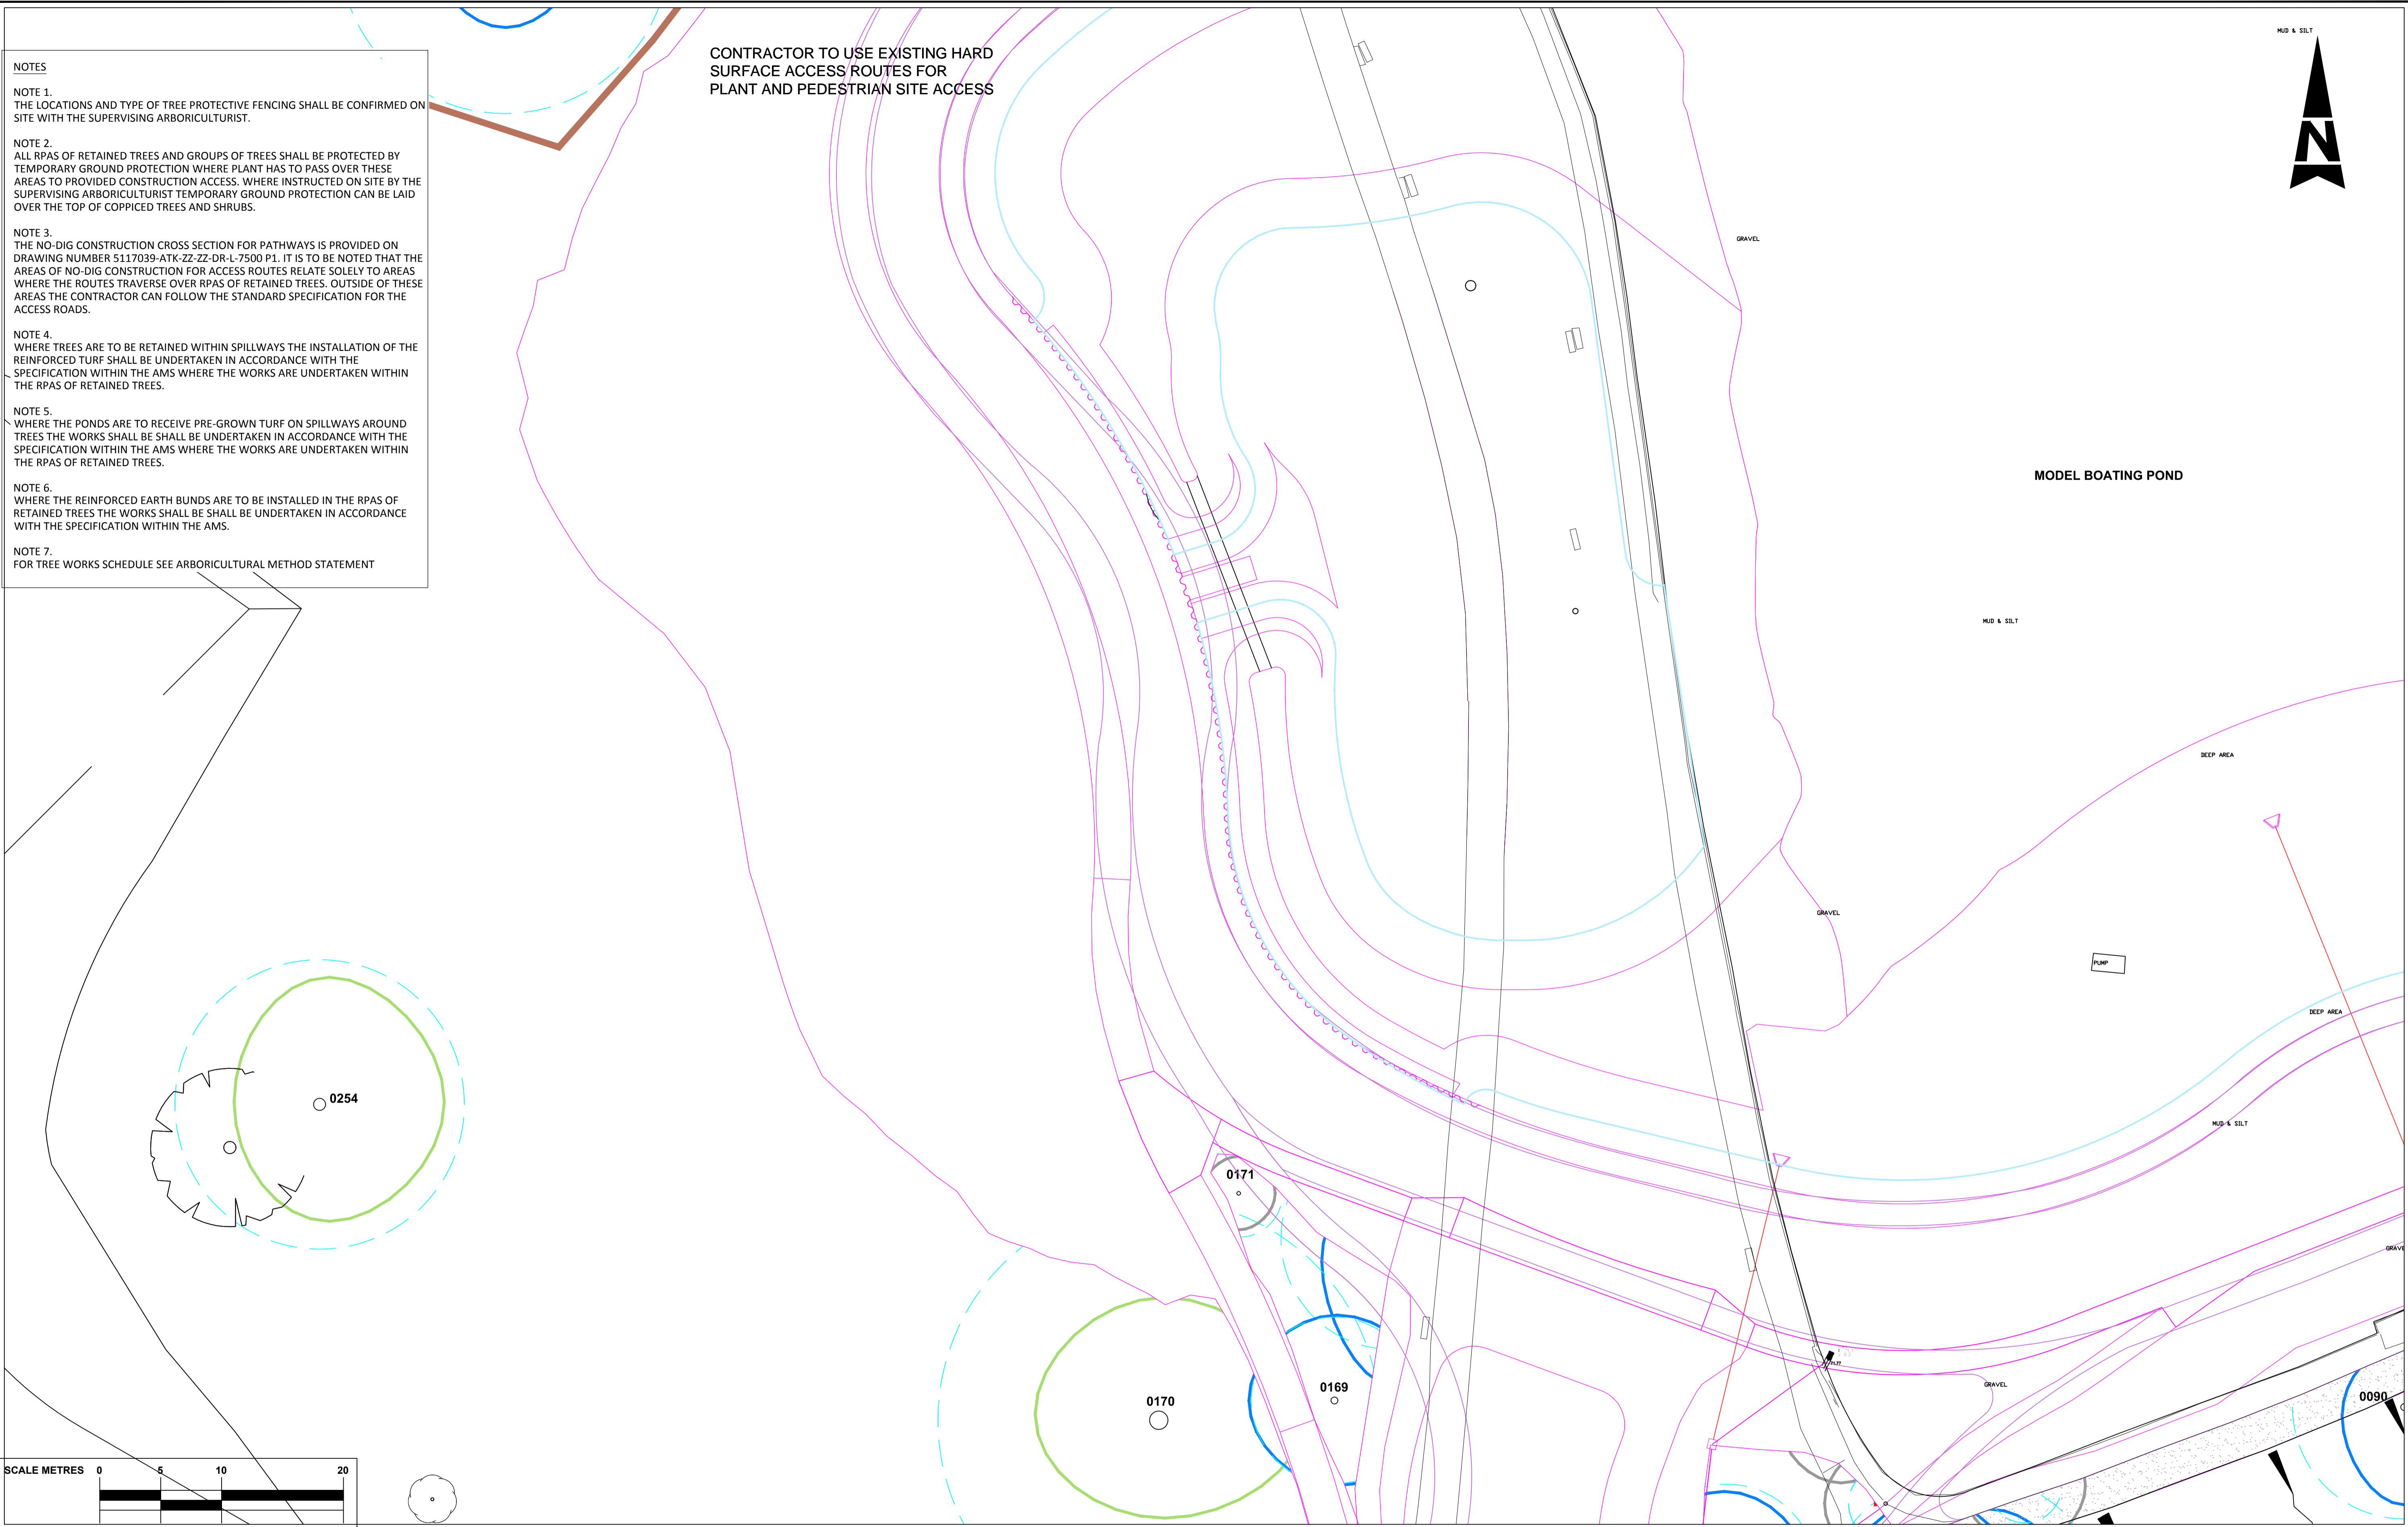 NOTES
NOTE 1.
THE LOCATIONS AND TYPE OF TREE PROTECTIVE FENCING SHALL BE CONFIRMED ON
SITE WITH THE SUPERVISING ARBORICULTURIST.
NOTE 2.
ALL RPAS OF RETAINED TREES AND GROUPS OF TREES SHALL BE PROTECTED BY
TEMPORARY GROUND PROTECTION WHERE PLANT HAS TO PASS OVER THESE
AREAS TO PROVIDED CONSTRUCTION ACCESS. WHERE INSTRUCTED ON SITE BY THE
SUPERVISING ARBORICULTURIST TEMPORARY GROUND PROTECTION CAN BE LAID
OVER THE TOP OF COPPICED TREES AND SHRUBS.
NOTE 3.
THE NO-DIG CONSTRUCTION CROSS SECTION FOR PATHWAYS IS PROVIDED ON
DRAWING NUMBER 5117039-ATK-ZZ-ZZ-DR-L-7500 P1. IT IS TO BE NOTED THAT THE
AREAS OF NO-DIG CONSTRUCTION FOR ACCESS ROUTES RELATE SOLELY TO AREAS
WHERE THE ROUTES TRAVERSE OVER RPAS OF RETAINED TREES. OUTSIDE OF THESE
AREAS THE CONTRACTOR CAN FOLLOW THE STANDARD SPECIFICATION FOR THE
ACCESS ROADS.
NOTE 4.
WHERE TREES ARE TO BE RETAINED WITHIN SPILLWAYS THE INSTALLATION OF THE
REINFORCED TURF SHALL BE UNDERTAKEN IN ACCORDANCE WITH THE
SPECIFICATION WITHIN THE AMS WHERE THE WORKS ARE UNDERTAKEN WITHIN
THE RPAS OF RETAINED TREES.
NOTE 5.
WHERE THE PONDS ARE TO RECEIVE PRE-GROWN TURF ON SPILLWAYS AROUND
TREES THE WORKS SHALL BE SHALL BE UNDERTAKEN IN ACCORDANCE WITH THE
SPECIFICATION WITHIN THE AMS WHERE THE WORKS ARE UNDERTAKEN WITHIN
THE RPAS OF RETAINED TREES.
NOTE 6.
WHERE THE REINFORCED EARTH BUNDS ARE TO BE INSTALLED IN THE RPAS OF
RETAINED TREES THE WORKS SHALL BE SHALL BE UNDERTAKEN IN ACCORDANCE
WITH THE SPECIFICATION WITHIN THE AMS.
NOTE 7.
FOR TREE WORKS SCHEDULE SEE ARBORICULTURAL METHOD STATEMENT
CONTRACTOR TO USE EXISTING HARD
SURFACE ACCESS ROUTES FOR
PLANT AND PEDESTRIAN SITE ACCESS
MUD & SILT
N
GRAVEL
MODEL BOATING POND
MUD & SILT
DEEP AREA
GRAVEL
PUMP
DEEP AREA
MUD & SILT
0254
0171
GRAVE
0169
0170
GRAVEL
0090
SCALE METRES 0 5 10 20